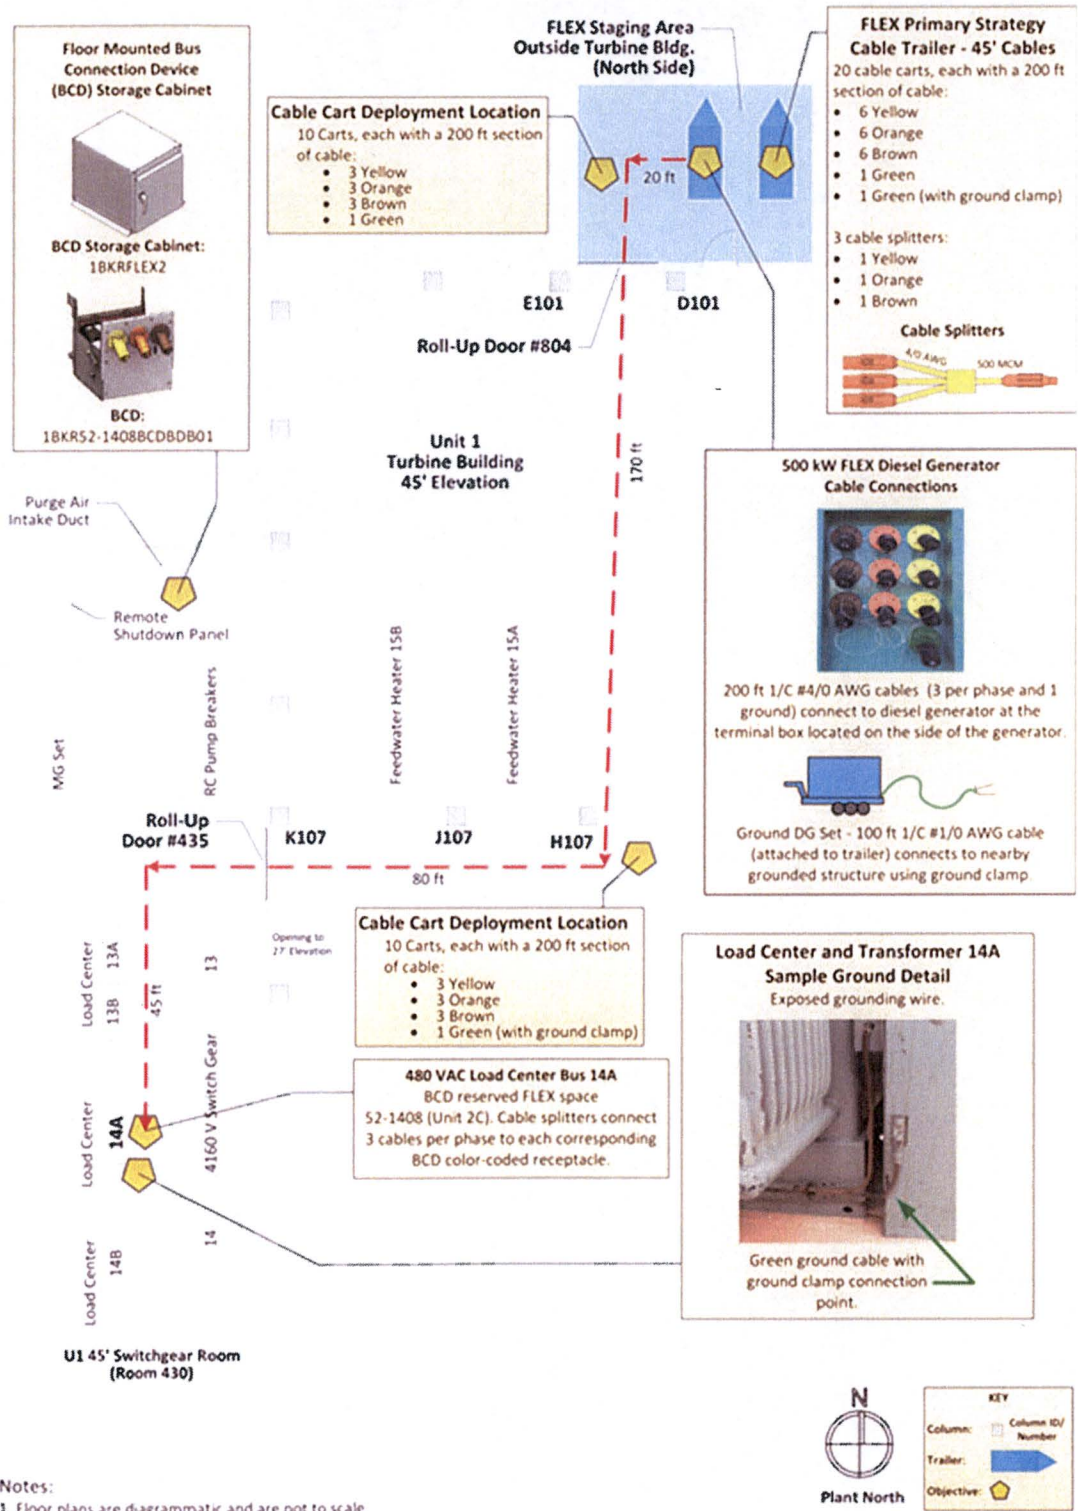 Floor Mounted Bus
Connection Device
(BCD) Storage Cabinet
BCD Storage Cabinet:
1BKRFLEX2
BCD:
1BKR52-1408BCDBDB01
FLEX Staging Area
Outside Turbine Bldg.
(North Side)
Cable Cart Deployment Location
10 Carts, each with a 200 ft section
of cable:
• 3 Yellow
• 3 Orange
• 3 Brown
• 1 Green
20 ft
FLEX Primary Strategy
Cable Trailer - 45' Cables
20 cable carts, each with a 200 ft
section of cable:
• 6 Yellow
• 6 Orange
• 6 Brown
• 1 Green
• 1 Green (with ground clamp)
3 cable splitters:
• 1 Yellow
• 1 Orange
• 1 Brown
Cable Splitters
4/0 AWG
500 MCM
E101
D101
Roll-Up Door #804
Unit 1
Turbine Building
45' Elevation
170 ft
500 kW FLEX Diesel Generator
Cable Connections
200 ft 1/C #4/0 AWG cables (3 per phase and 1
ground) connect to diesel generator at the
terminal box located on the side of the generator.
Ground DG Set - 100 ft 1/C #1/0 AWG cable
(attached to trailer) connects to nearby
grounded structure using ground clamp
Purge Air
Intake Duct
Remote
Shutdown Panel
MG Set
RC Pump Breakers
Feedwater Heater 15B
Feedwater Heater 15A
Roll-Up
Door #435
K107
J107
H107
80 ft
Opening to
27' Elevation
Cable Cart Deployment Location
10 Carts, each with a 200 ft section
of cable:
• 3 Yellow
• 3 Orange
• 3 Brown
• 1 Green (with ground clamp)
Load Center
13B 13A
45 ft
13
4160 V Switch Gear
14
Load Center
14A
Load Center
14B
480 VAC Load Center Bus 14A
BCD reserved FLEX space
52-1408 (Unit 2C). Cable splitters connect
3 cables per phase to each corresponding
BCD color-coded receptacle.
Load Center and Transformer 14A
Sample Ground Detail
Exposed grounding wire.
Green ground cable with
ground clamp connection
point.
U1 45' Switchgear Room
(Room 430)
N
Plant North
KEY
Column:
Column ID/
Number
Trailer:
Objective:
Notes:
1. Floor plans are diagrammatic and are not to scale